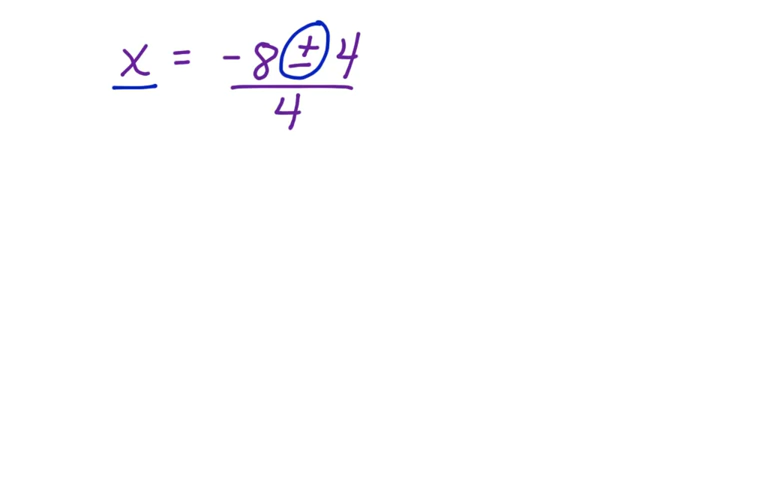 x = -8 ± 4
4